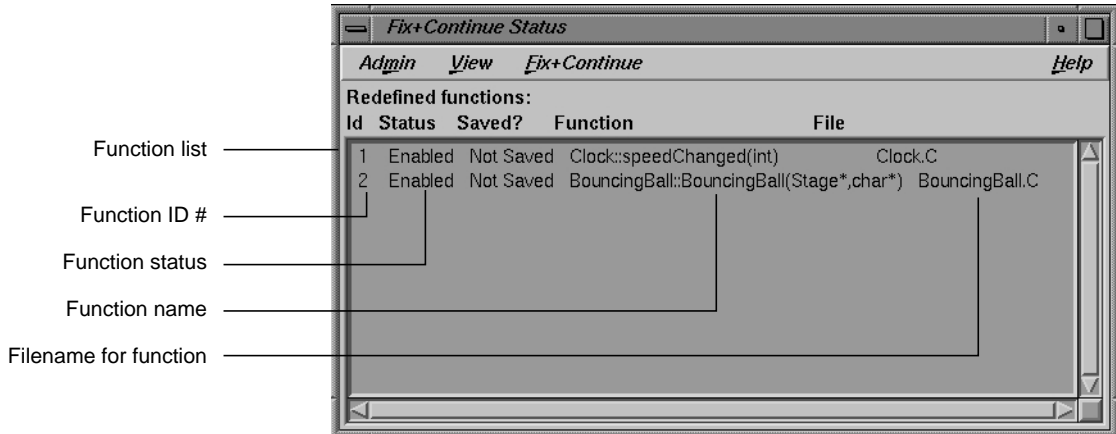 Fix+Continue Status
Admin View Fix+Continue Help
Redefined functions:
Id Status Saved? Function File
1 Enabled Not Saved Clock::speedChanged(int) Clock.C
2 Enabled Not Saved BouncingBall::BouncingBall(Stage*,char*) BouncingBall.C
Function list
Function ID #
Function status
Function name
Filename for function